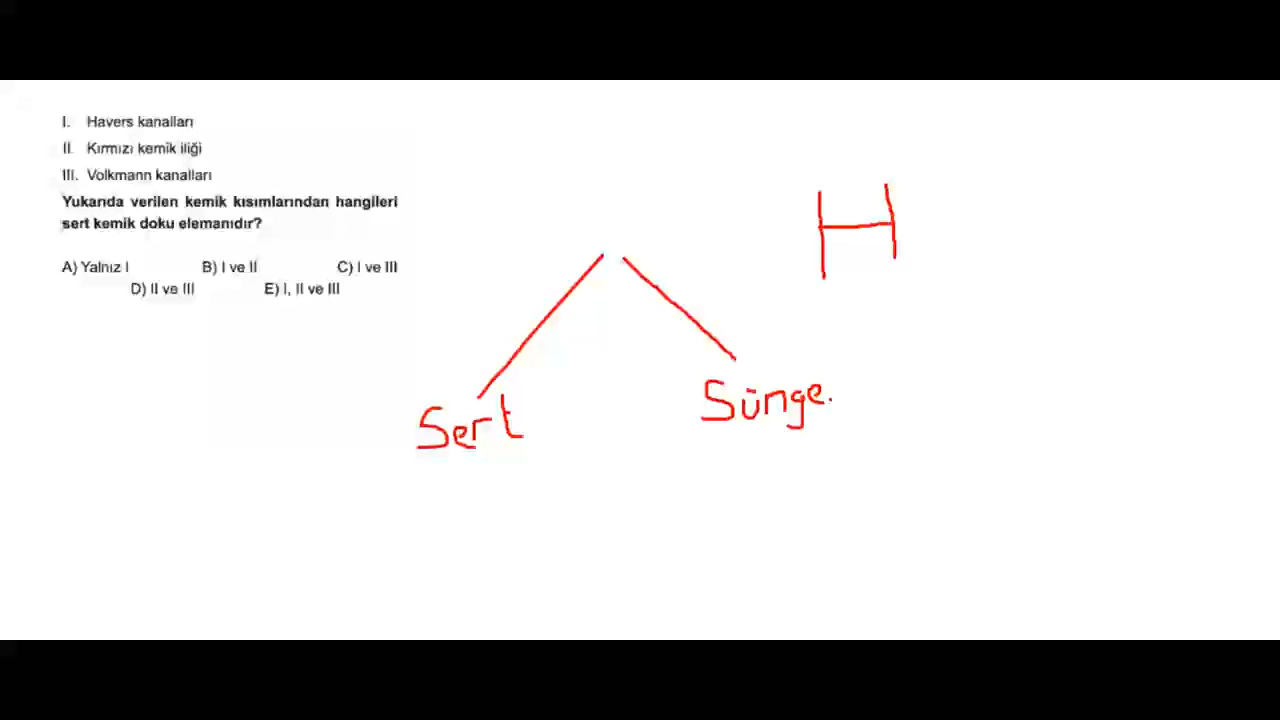 I. Havers kanalları
II. Kırmızı kemik iliği
III. Volkmann kanalları
Yukarıda verilen kemik kısımlarından hangileri
sert kemik doku elemanıdır?
A) Yalnız I B) I ve II C) I ve III
D) II ve III E) I, II ve III
H
Sert Sünge.